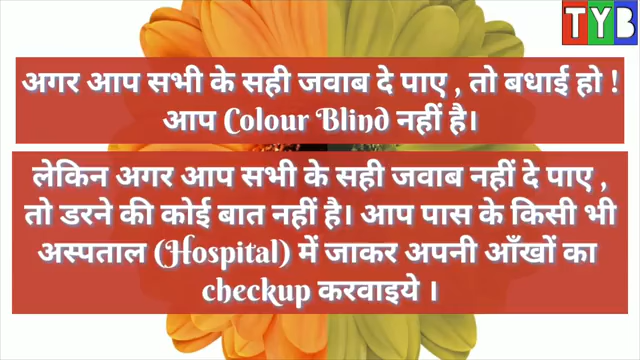 TYB
अगर आप सभी के सही जवाब दे पाए , तो बधाई हो !
आप Colour Blind नहीं है।
लेकिन अगर आप सभी के सही जवाब नहीं दे पाए ,
तो डरने की कोई बात नहीं है। आप पास के किसी भी
अस्पताल (Hospital) में जाकर अपनी आँखों का
checkup करवाइये ।